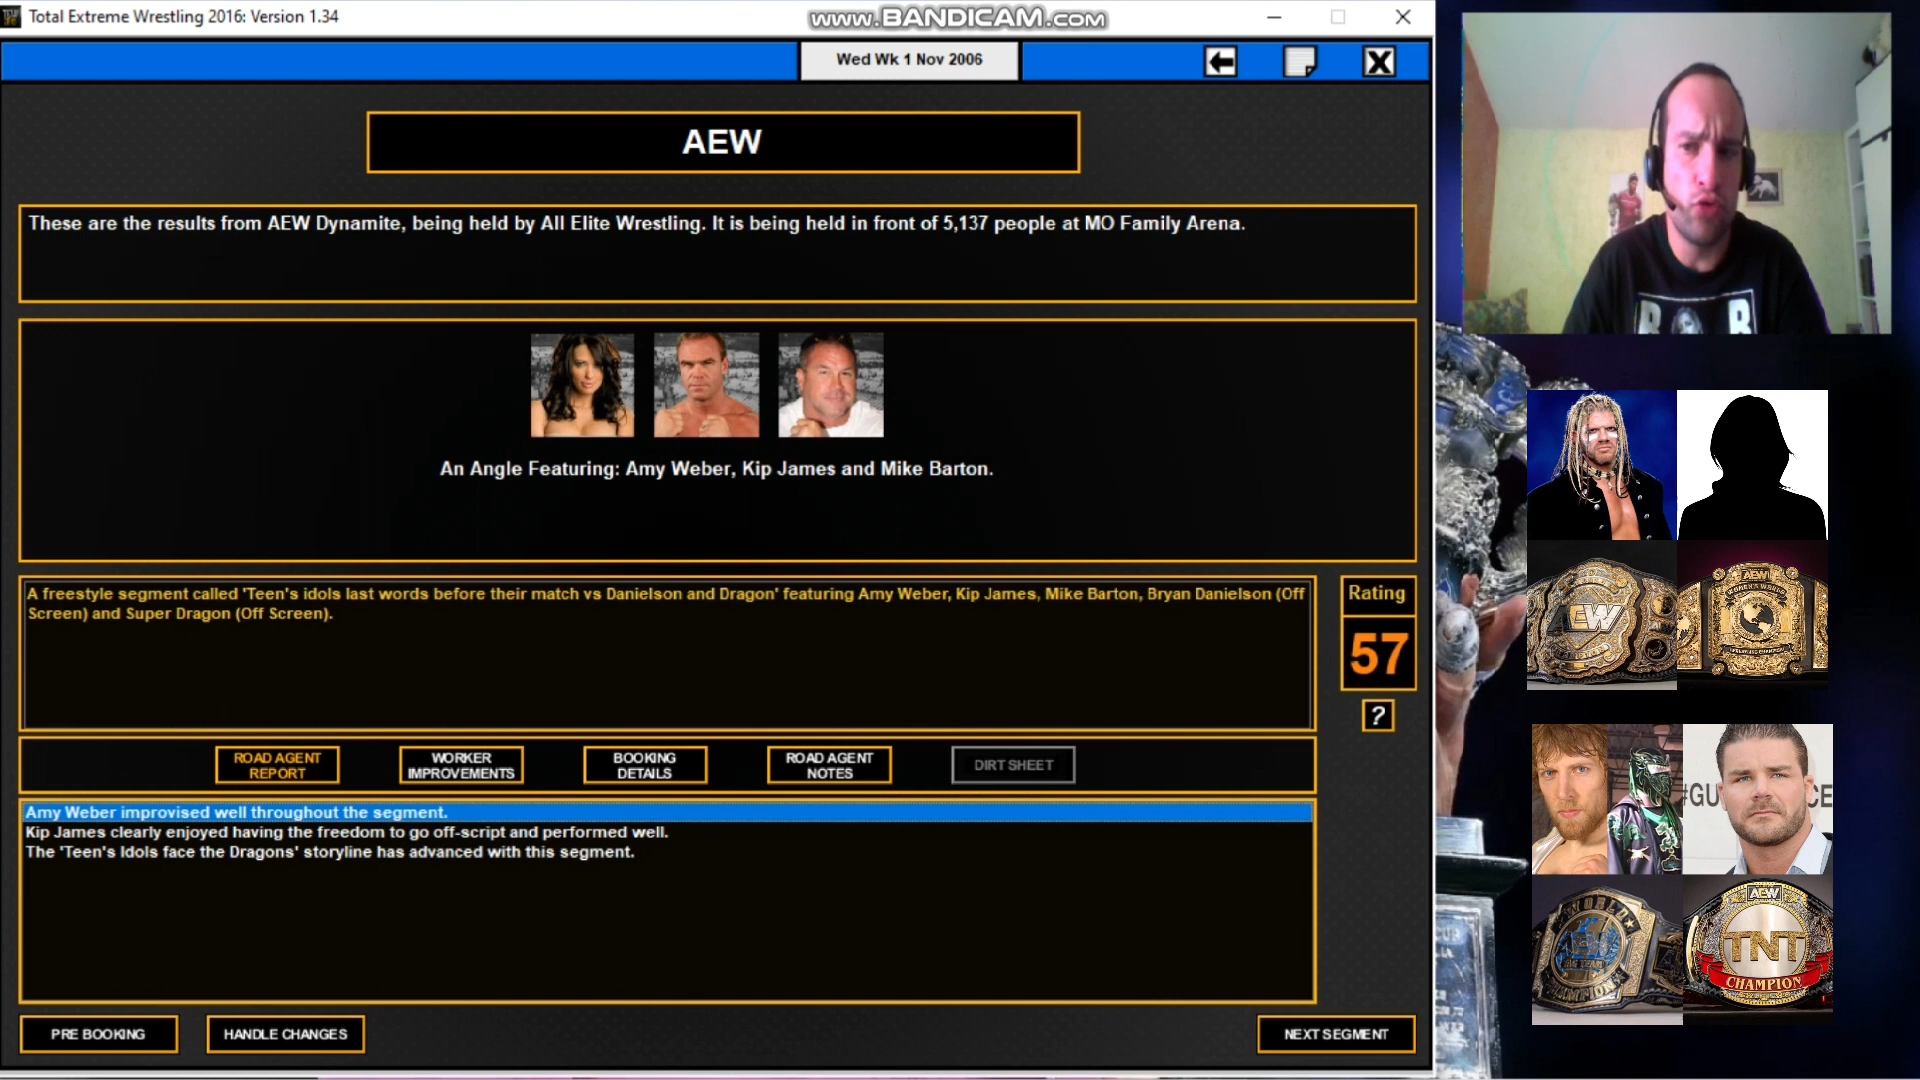 Total Extreme Wrestling 2016: Version 1.34
www.BANDICAM.com
Wed Wk 1 Nov 2006
AEW
These are the results from AEW Dynamite, being held by All Elite Wrestling. It is being held in front of 5,137 people at MO Family Arena.
An Angle Featuring: Amy Weber, Kip James and Mike Barton.
A freestyle segment called 'Teen's idols last words before their match vs Danielson and Dragon' featuring Amy Weber, Kip James, Mike Barton, Bryan Danielson (Off
Screen) and Super Dragon (Off Screen).
Rating
57
?
ROAD AGENT
REPORT
WORKER
IMPROVEMENTS
BOOKING
DETAILS
ROAD AGENT
NOTES
DIRT SHEET
Amy Weber improvised well throughout the segment.
Kip James clearly enjoyed having the freedom to go off-script and performed well.
The 'Teen's Idols face the Dragons' storyline has advanced with this segment.
PRE BOOKING
HANDLE CHANGES
NEXT SEGMENT
AEW
AEW
#GU
CE
WORLD
AEW
TNT
CHAMPION